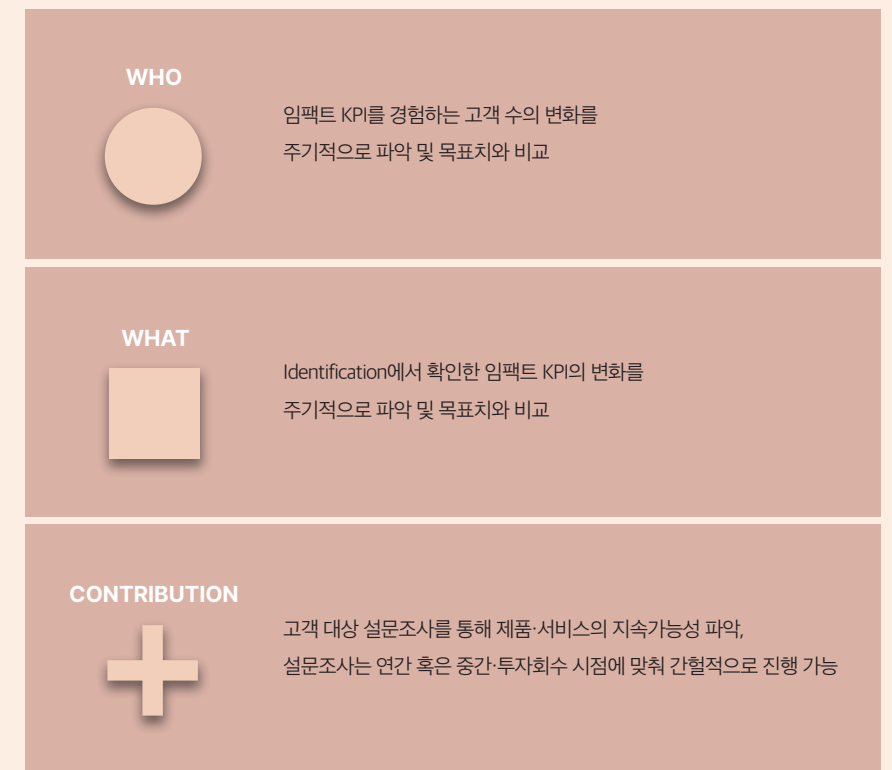 WHO
임팩트 KPI를 경험하는 고객 수의 변화를
주기적으로 파악 및 목표치와 비교
WHAT
Identification에서 확인한 임팩트 KPI의 변화를
주기적으로 파악 및 목표치와 비교
CONTRIBUTION
고객 대상 설문조사를 통해 제품·서비스의 지속가능성 파악,
설문조사는 연간 혹은 중간·투자회수 시점에 맞춰 간헐적으로 진행 가능